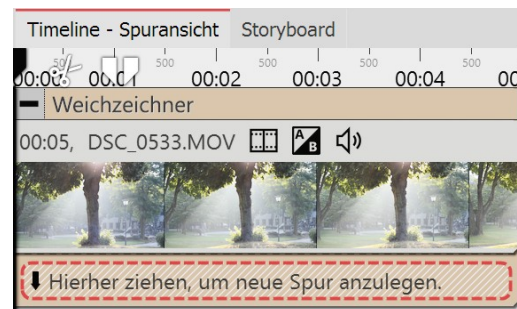 Timeline - Spuransicht Storyboard
500 500 500 500 500
00:00 00:01 00:02 00:03 00:04 00
Weichzeichner
00:05, DSC_0533.MOV A B
Hierher ziehen, um neue Spur anzulegen.